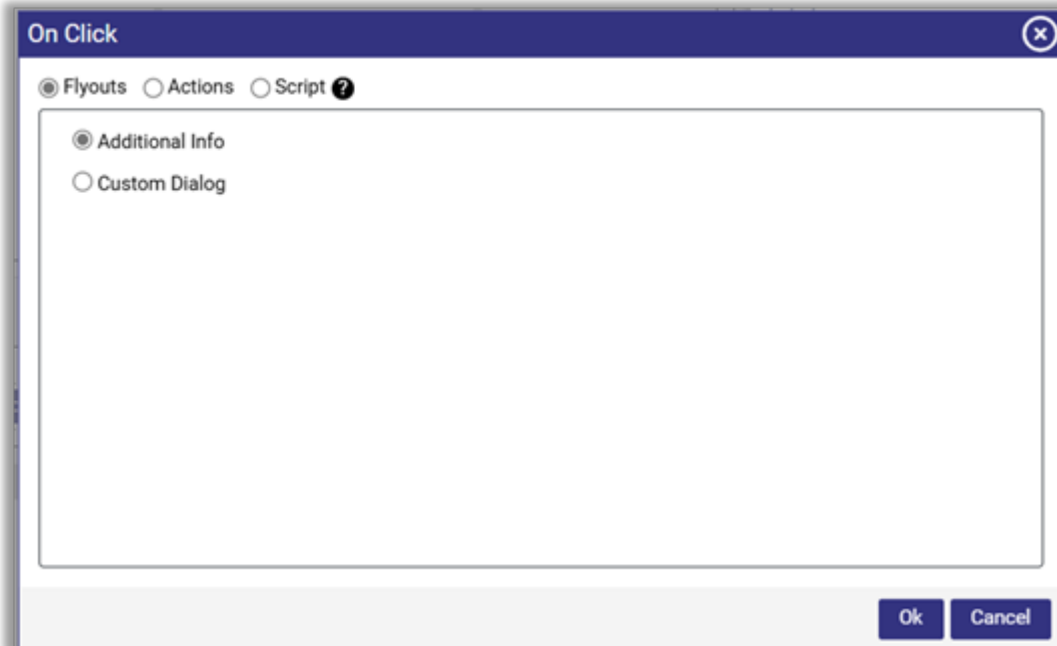 On Click
Flyouts Actions Script ?
Additional Info
Custom Dialog
Ok Cancel